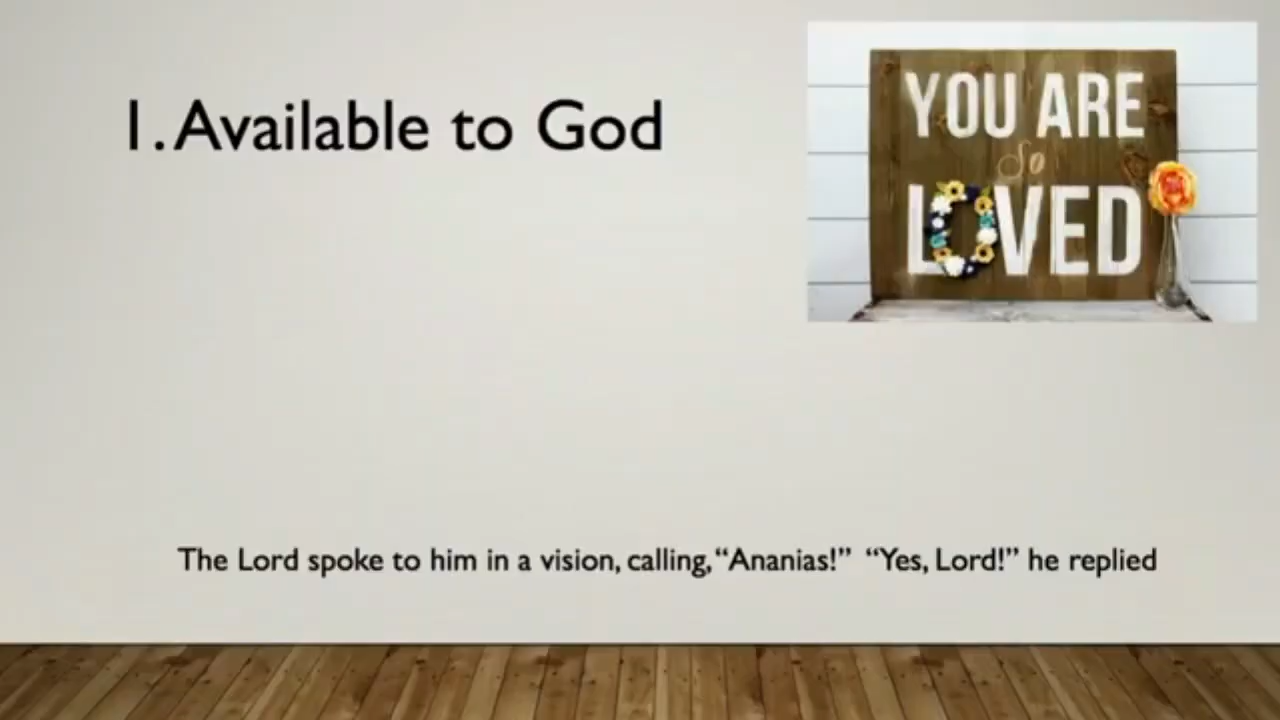 1. Available to God
YOU ARE
So
LOVED
The Lord spoke to him in a vision, calling, “Ananias!”  “Yes, Lord!” he replied